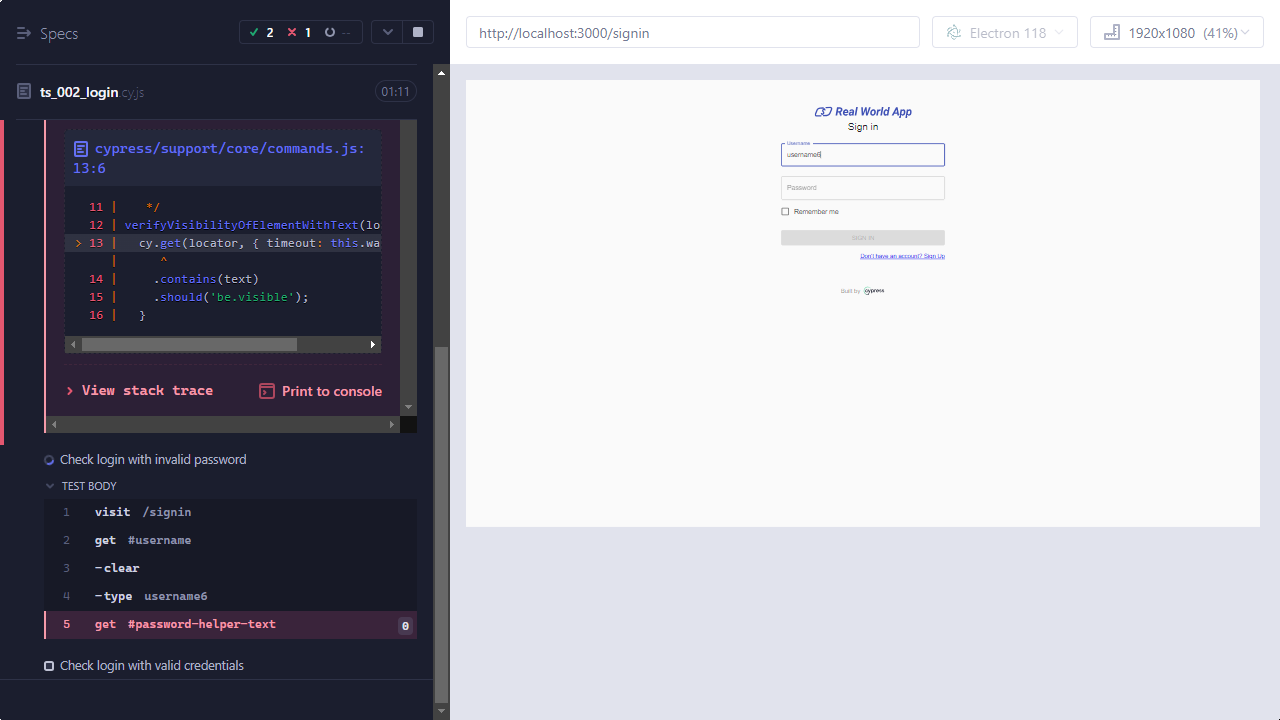 Specs
2
1
--
ts_002_login.cy.js
01:11
cypress/support/core/commands.js:
13:6
11 | */
12 | verifyVisibilityOfElementWithText(lo
> 13 | cy.get(locator, { timeout: this.wa
| ^
14 | .contains(text)
15 | .should('be.visible');
16 | }
> View stack trace
Print to console
Check login with invalid password
TEST BODY
1 visit /signin
2 get #username
3 -clear
4 -type username6
5 get #password-helper-text 0
Check login with valid credentials
http://localhost:3000/signin
Electron 118
1920x1080 (41%)
Real World App
Sign in
Username
username6
Password
Remember me
SIGN IN
Don't have an account? Sign Up
Built by cypress